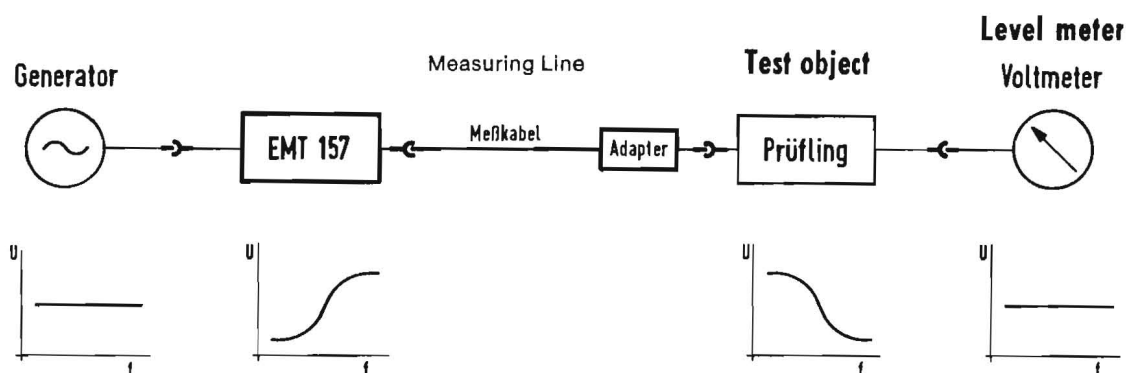 Generator
EMT 157
Measuring Line
Meßkabel
Adapter
Test object
Prüfling
Level meter
Voltmeter
U
f
U
f
U
f
U
f